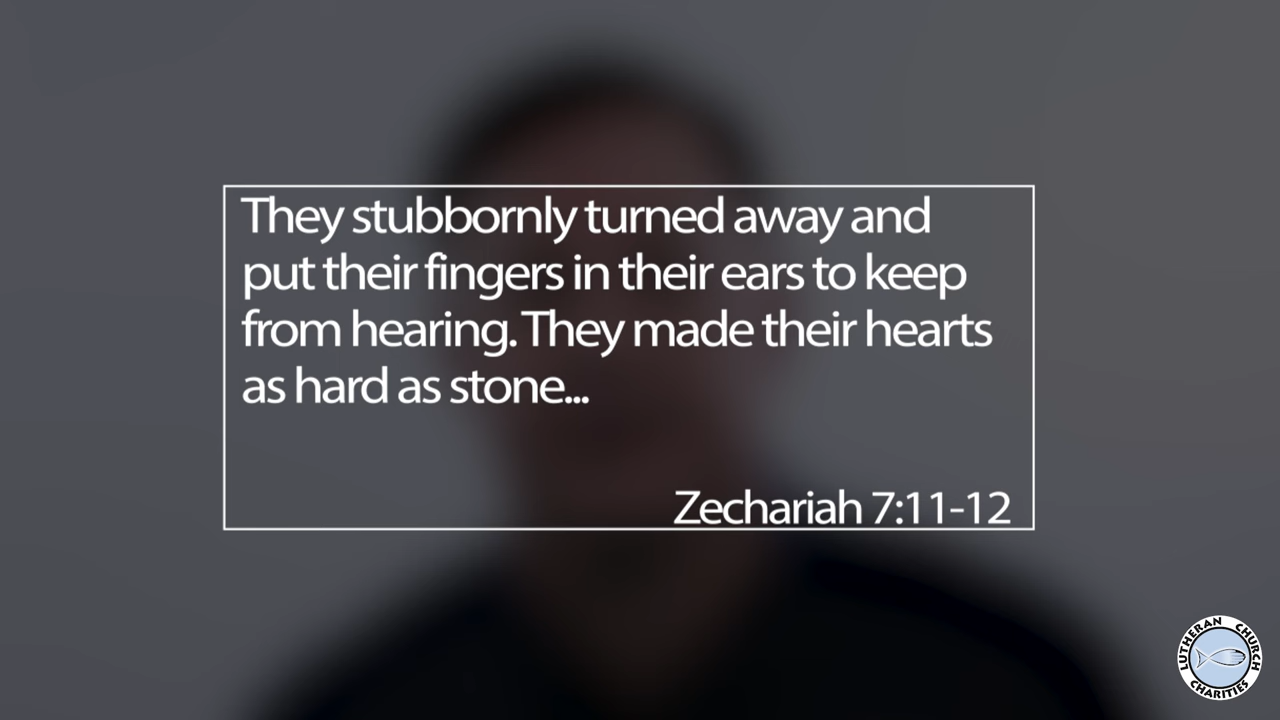 They stubbornly turned away and
put their fingers in their ears to keep
from hearing. They made their hearts
as hard as stone...
Zechariah 7:11-12
LUTHERAN CHURCH
CHARITIES